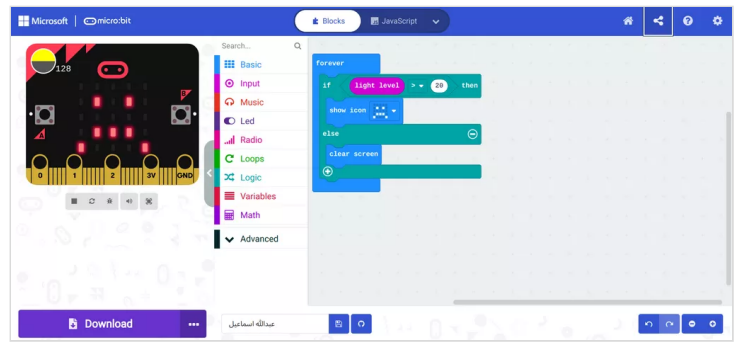 Microsoft | micro:bit
Blocks
JavaScript
128
B
A
0 1 2 3V GND
Search...
Basic
Input
Music
Led
Radio
Loops
Logic
Variables
Math
Advanced
forever
if light level > 20 then
show icon
else
clear screen
Download
عبدالله اسماعيل